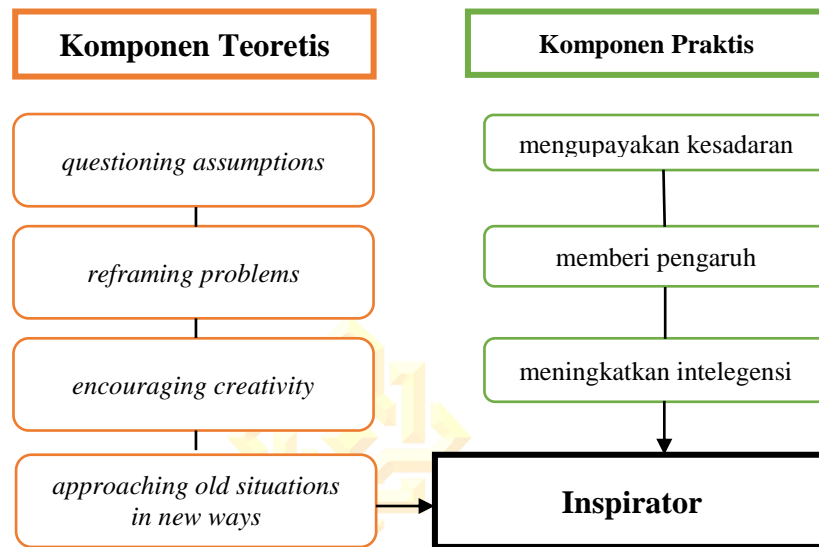 Komponen Teoretis
questioning assumptions
reframing problems
encouraging creativity
approaching old situations
in new ways
Komponen Praktis
mengupayakan kesadaran
memberi pengaruh
meningkatkan intelegensi
Inspirator